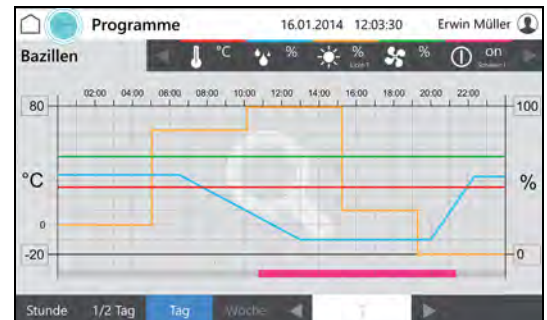 Programme 16.01.2014 12:03:30 Erwin Müller
Bazillen °C % % % on
Licht 1
02:00 04:00 06:00 08:00 10:00 12:00 14:00 16:00 18:00 20:00 22:00
80 100
°C %
0
-20 0
Stunde 1/2 Tag Tag Woche